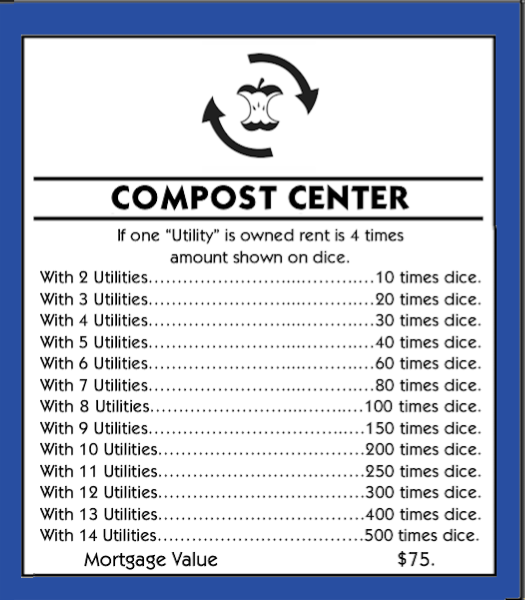 COMPOST CENTER
If one "Utility" is owned rent is 4 times
amount shown on dice.
With 2 Utilities.......................................10 times dice.
With 3 Utilities.......................................20 times dice.
With 4 Utilities.......................................30 times dice.
With 5 Utilities.......................................40 times dice.
With 6 Utilities.......................................60 times dice.
With 7 Utilities.......................................80 times dice.
With 8 Utilities.....................................100 times dice.
With 9 Utilities.....................................150 times dice.
With 10 Utilities...................................200 times dice.
With 11 Utilities...................................250 times dice.
With 12 Utilities...................................300 times dice.
With 13 Utilities...................................400 times dice.
With 14 Utilities...................................500 times dice.
Mortgage Value $75.